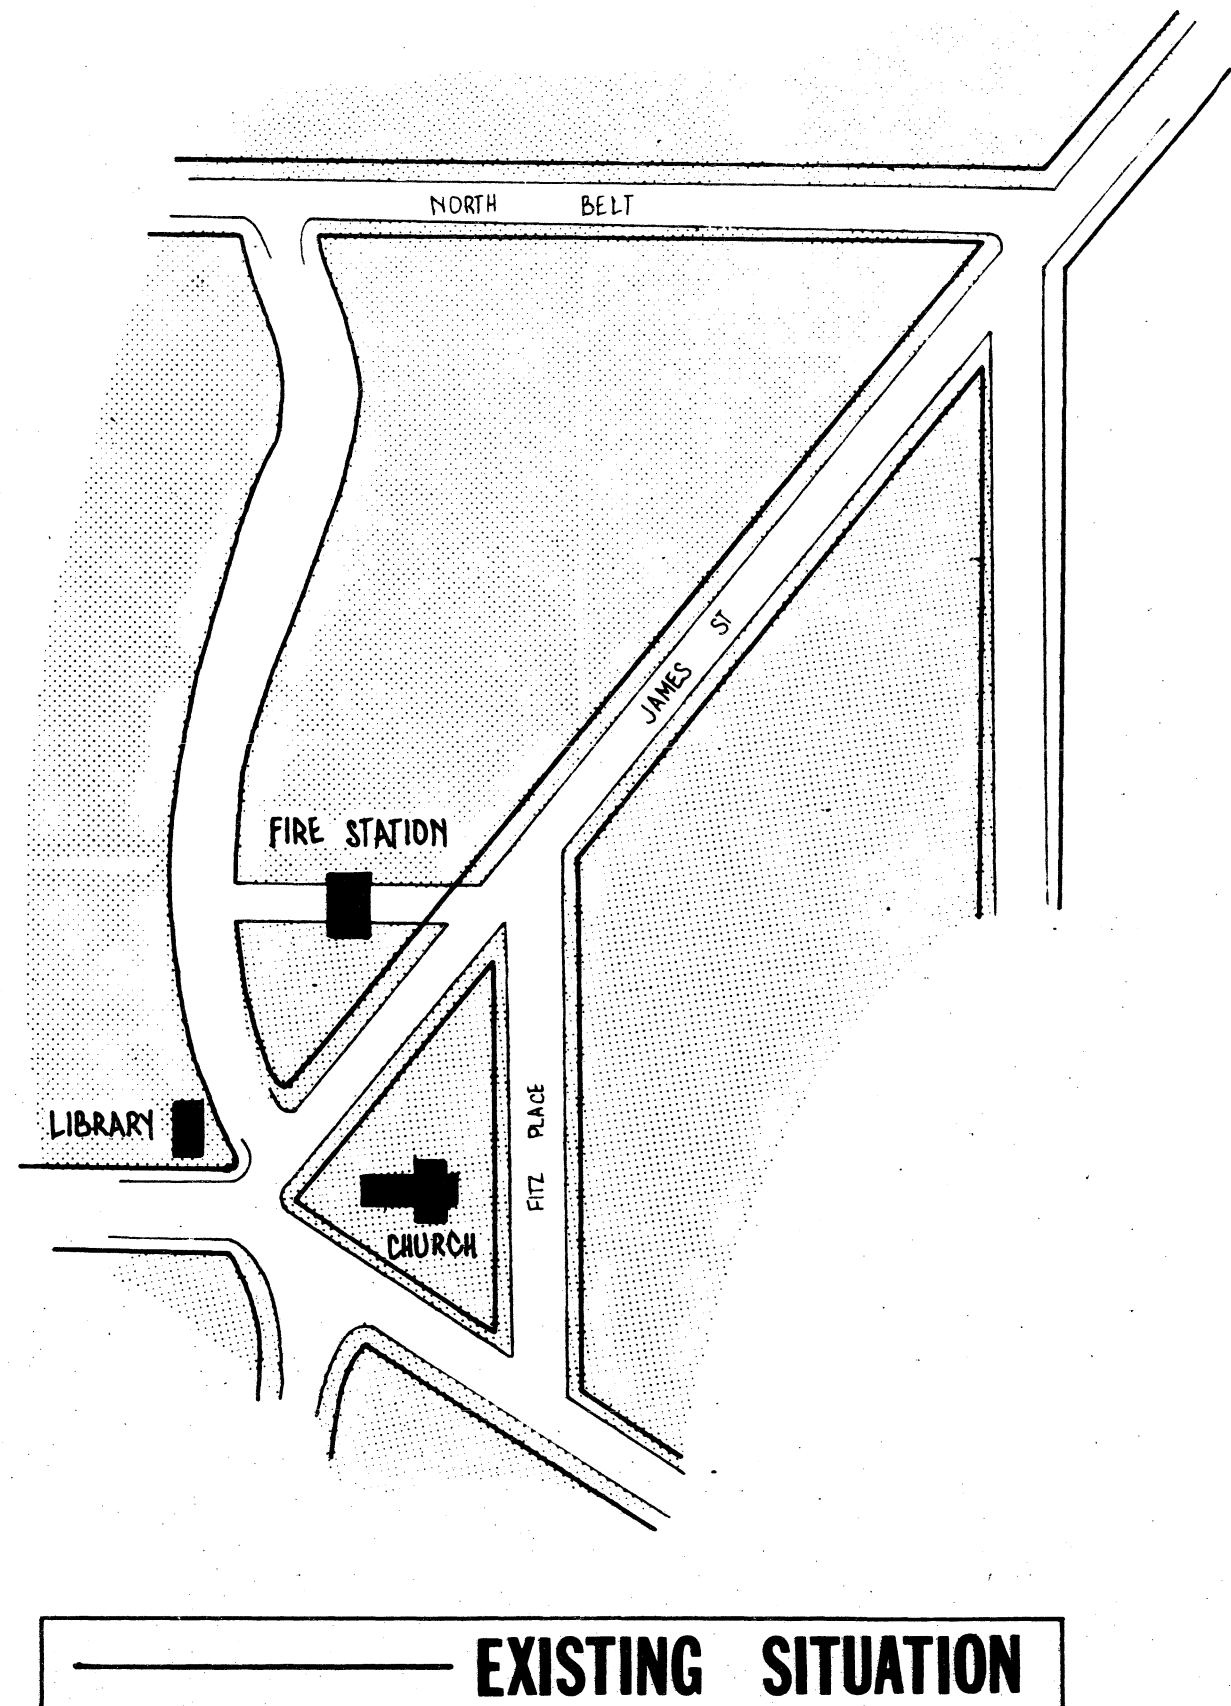 NORTH BELT
JAMES ST
FIRE STATION
LIBRARY
FITZ PLACE
CHURCH
EXISTING SITUATION